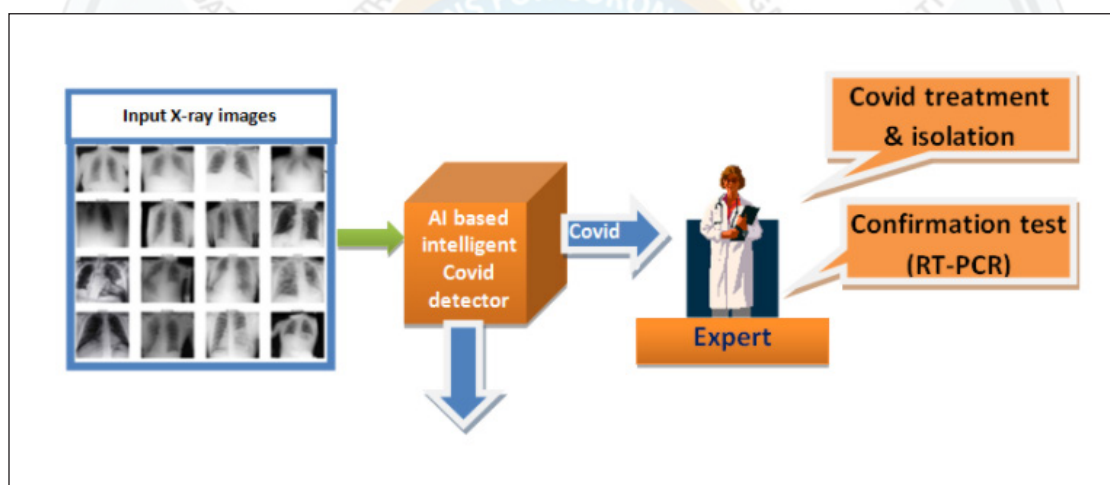 Input X-ray images
AI based
intelligent
Covid
detector
Covid
Expert
Covid treatment
& isolation
Confirmation test
(RT-PCR)